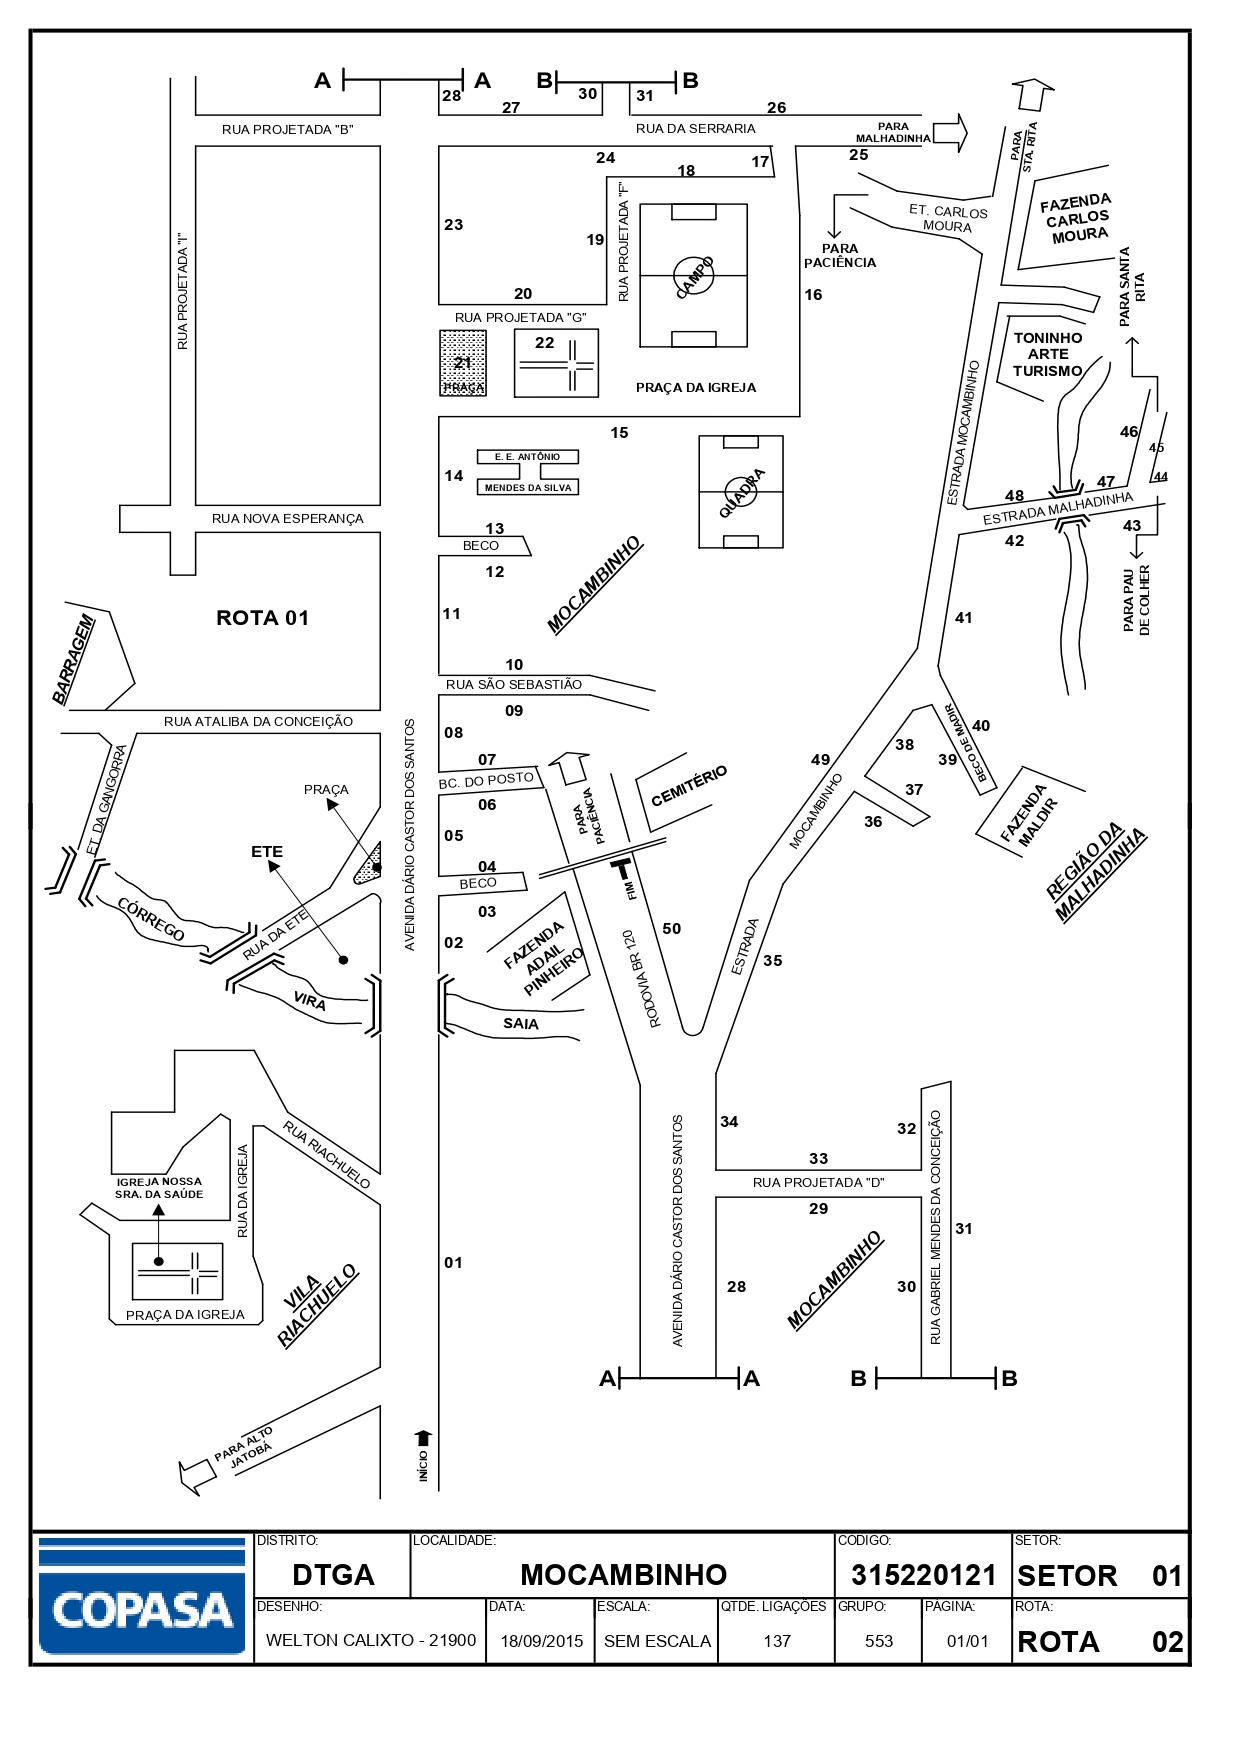 A A B B
28 27 30 31 26
RUA PROJETADA "B"
RUA DA SERRARIA
PARA
MALHADINHA
PARA
STA. RITA
24 18 17 25
RUA PROJETADA "I"
23
19
RUA PROJETADA "F"
CAMPO
PARA
PACIÊNCIA
16
ET. CARLOS
MOURA
FAZENDA
CARLOS
MOURA
PARA SANTA
RITA
20
RUA PROJETADA "G"
21
PRAÇA
22
PRAÇA DA IGREJA
TONINHO
ARTE
TURISMO
15
14
E. E. ANTÔNIO
MENDES DA SILVA
QUADRA
ESTRADA MOCAMBINHO
46
45
44
47
48
ESTRADA MALHADINHA
43
42
PARA PAU
DE COLHER
RUA NOVA ESPERANÇA
13
BECO
12
MOCAMBINHO
11
41
ROTA 01
BARRAGEM
10
RUA SÃO SEBASTIÃO
09
RUA ATALIBA DA CONCEIÇÃO
ET. DA GANGORRA
AVENIDA DÁRIO CASTOR DOS SANTOS
08
07
BC. DO POSTO
06
05
04
BECO
03
02
PRAÇA
ETE
CÓRREGO
RUA DA ETE
VIRA
SAIA
PARA
PACIÊNCIA
CEMITÉRIO
FIM
FAZENDA
ADAIL
PINHEIRO
RODOVIA BR 120
50
49
MOCAMBINHO
ESTRADA
35
36
37
38
39
BECO DE MADIR
40
FAZENDA
MALDIR
REGIÃO DA
MALHADINHA
RUA RIACHUELO
RUA DA IGREJA
IGREJA NOSSA
SRA. DA SAÚDE
PRAÇA DA IGREJA
VILA
RIACHUELO
01
PARA ALTO
JATOBÁ
INÍCIO
AVENIDA DÁRIO CASTOR DOS SANTOS
34
33
RUA PROJETADA "D"
29
28
MOCAMBINHO
32
31
30
RUA GABRIEL MENDES DA CONCEIÇÃO
A A B B
COPASA
DISTRITO: LOCALIDADE: CODIGO: SETOR:
DTGA MOCAMBINHO 315220121 SETOR 01
DESENHO: DATA: ESCALA: QTDE. LIGAÇÕES GRUPO: PÁGINA: ROTA:
WELTON CALIXTO - 21900 18/09/2015 SEM ESCALA 137 553 01/01 ROTA 02